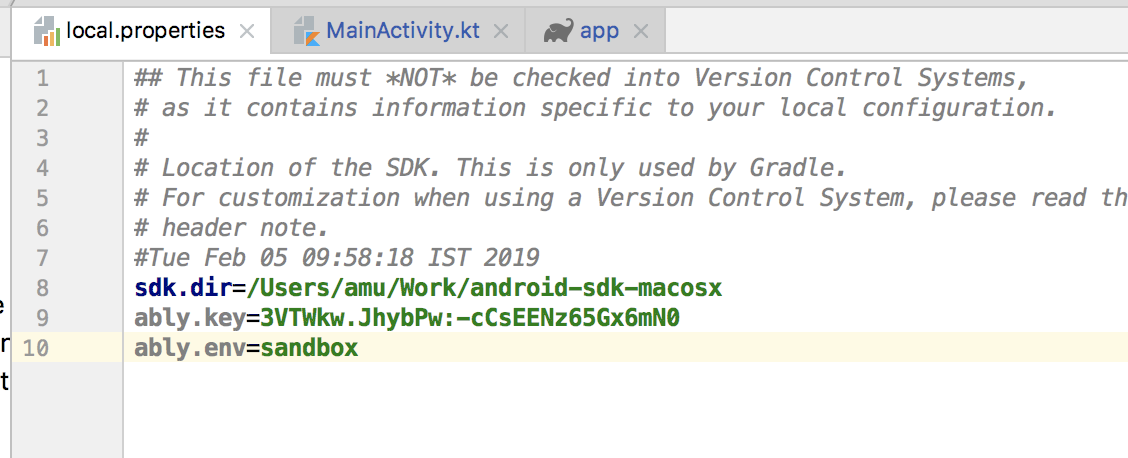 local.properties MainActivity.kt app
1 ## This file must *NOT* be checked into Version Control Systems,
2 # as it contains information specific to your local configuration.
3 #
4 # Location of the SDK. This is only used by Gradle.
5 # For customization when using a Version Control System, please read th
6 # header note.
7 #Tue Feb 05 09:58:18 IST 2019
8 sdk.dir=/Users/amu/Work/android-sdk-macosx
9 ably.key=3VTWkw.JhybPw:-cCsEENz65Gx6mN0
10 ably.env=sandbox